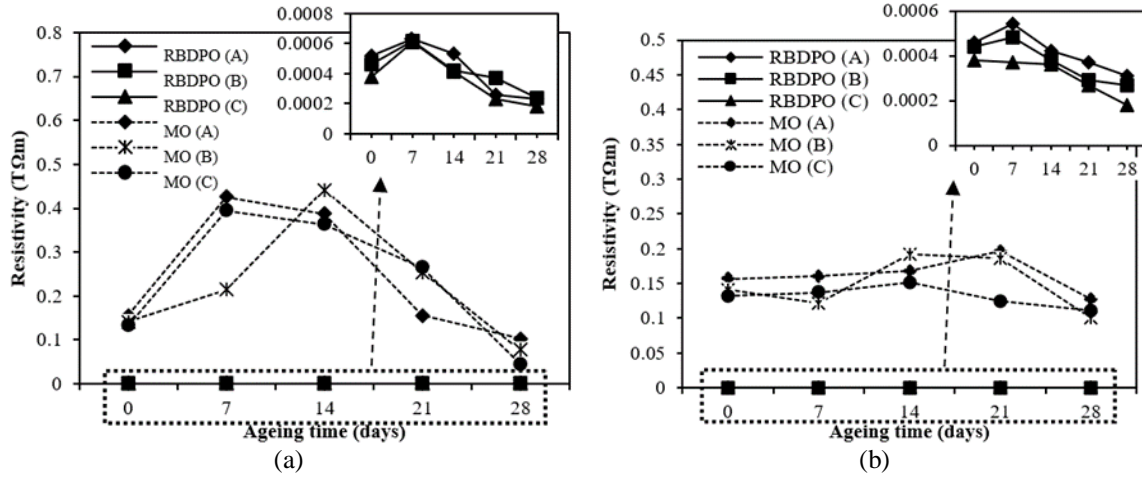 0.8
0.7
0.6
0.5
0.4
0.3
0.2
0.1
0
Resistivity (TΩm)
RBDPO (A)
RBDPO (B)
RBDPO (C)
MO (A)
MO (B)
MO (C)
0.0008
0.0006
0.0004
0.0002
0
0 7 14 21 28
0 7 14 21 28
Ageing time (days)
(a)
0.5
0.45
0.4
0.35
0.3
0.25
0.2
0.15
0.1
0.05
0
Resistivity (TΩm)
RBDPO (A)
RBDPO (B)
RBDPO (C)
MO (A)
MO (B)
MO (C)
0.0006
0.0004
0.0002
0
0 7 14 21 28
0 7 14 21 28
Ageing time (days)
(b)